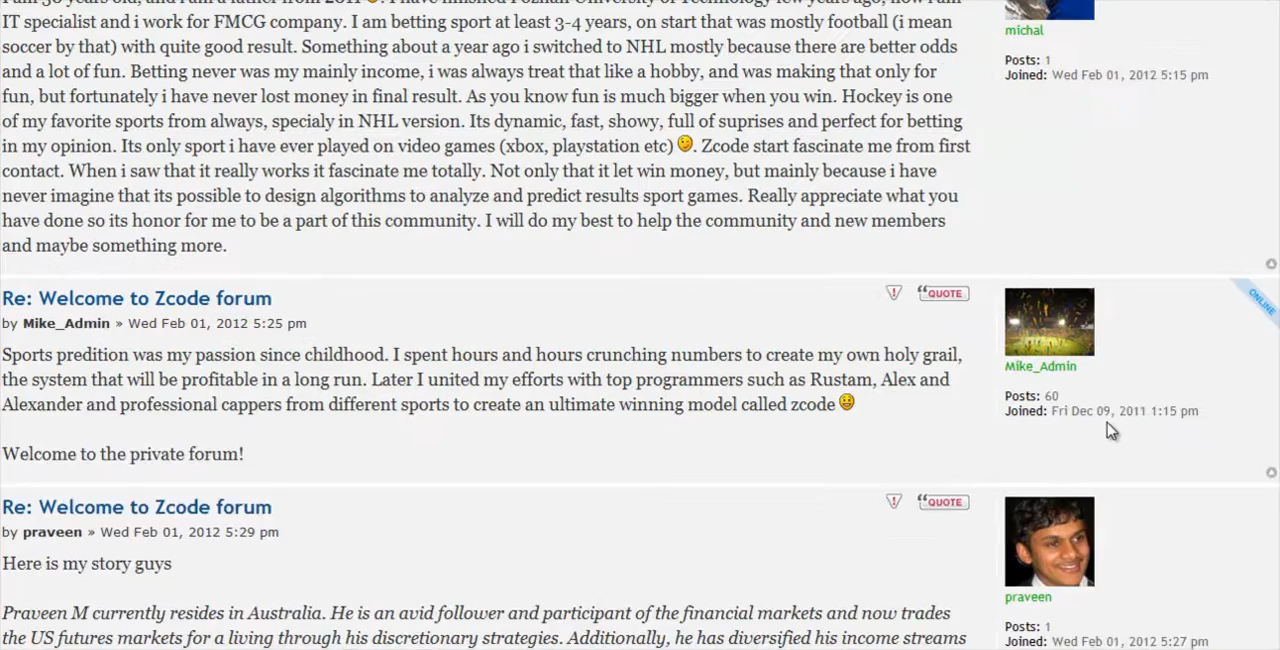 IT specialist and i work for FMCG company. I am betting sport at least 3-4 years, on start that was mostly football (i mean
soccer by that) with quite good result. Something about a year ago i switched to NHL mostly because there are better odds
and a lot of fun. Betting never was my mainly income, i was always treat that like a hobby, and was making that only for
fun, but fortunately i have never lost money in final result. As you know fun is much bigger when you win. Hockey is one
of my favorite sports from always, specialy in NHL version. Its dynamic, fast, showy, full of suprises and perfect for betting
in my opinion. Its only sport i have ever played on video games (xbox, playstation etc) . Zcode start fascinate me from first
contact. When i saw that it really works it fascinate me totally. Not only that it let win money, but mainly because i have
never imagine that its possible to design algorithms to analyze and predict results sport games. Really appreciate what you
have done so its honor for me to be a part of this community. I will do my best to help the community and new members
and maybe something more.
michal
Posts: 1
Joined: Wed Feb 01, 2012 5:15 pm
Re: Welcome to Zcode forum
QUOTE
ONLINE
by Mike_Admin » Wed Feb 01, 2012 5:25 pm
Sports predition was my passion since childhood. I spent hours and hours crunching numbers to create my own holy grail,
the system that will be profitable in a long run. Later I united my efforts with top programmers such as Rustam, Alex and
Alexander and professional cappers from different sports to create an ultimate winning model called zcode
Welcome to the private forum!
Mike_Admin
Posts: 60
Joined: Fri Dec 09, 2011 1:15 pm
Re: Welcome to Zcode forum
QUOTE
by praveen » Wed Feb 01, 2012 5:29 pm
Here is my story guys
Praveen M currently resides in Australia. He is an avid follower and participant of the financial markets and now trades
the US futures markets for a living through his discretionary strategies. Additionally, he has diversified his income streams
praveen
Posts: 1
Joined: Wed Feb 01, 2012 5:27 pm